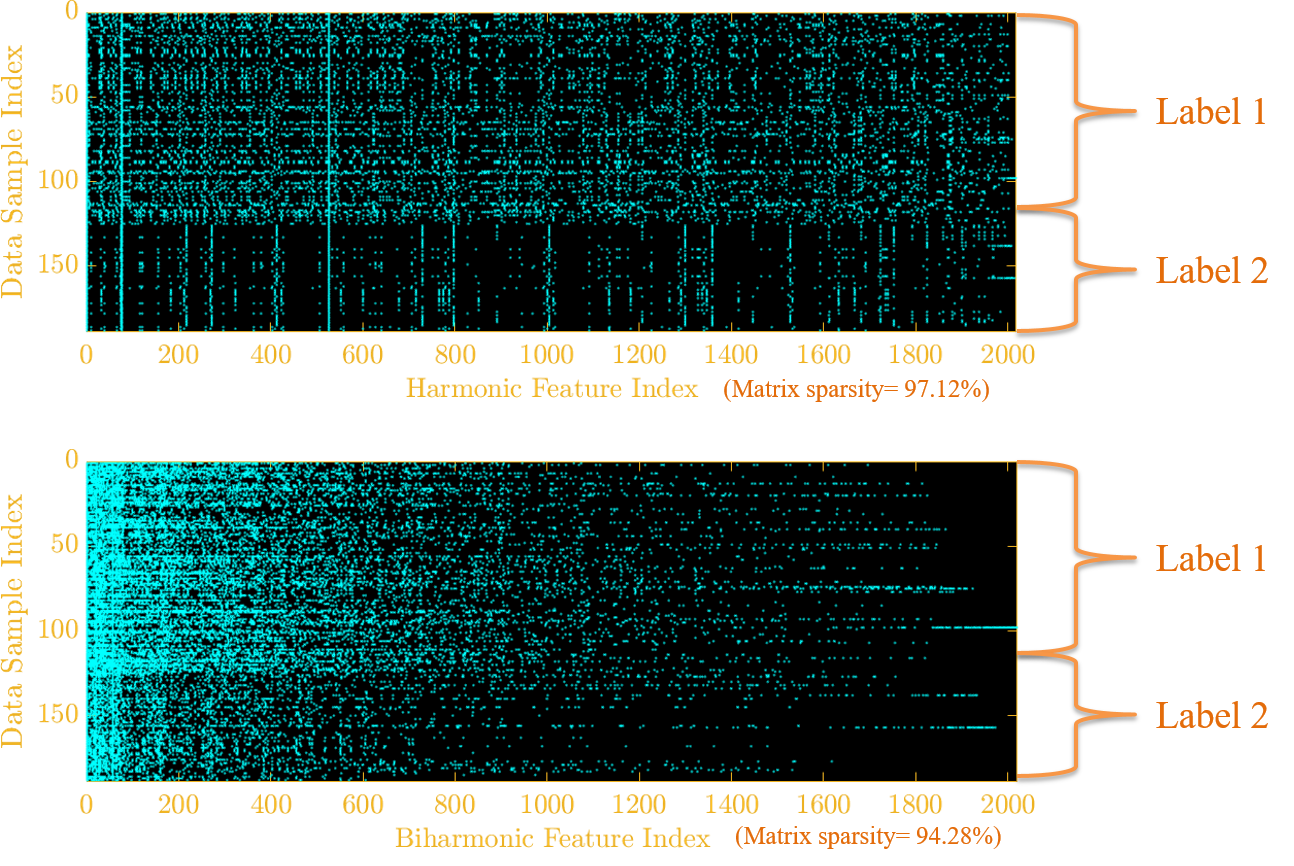 0
50
100
150
Data Sample Index
0 200 400 600 800 1000 1200 1400 1600 1800 2000
Harmonic Feature Index (Matrix sparsity= 97.12%)
Label 1
Label 2
0
50
100
150
Data Sample Index
0 200 400 600 800 1000 1200 1400 1600 1800 2000
Biharmonic Feature Index (Matrix sparsity= 94.28%)
Label 1
Label 2